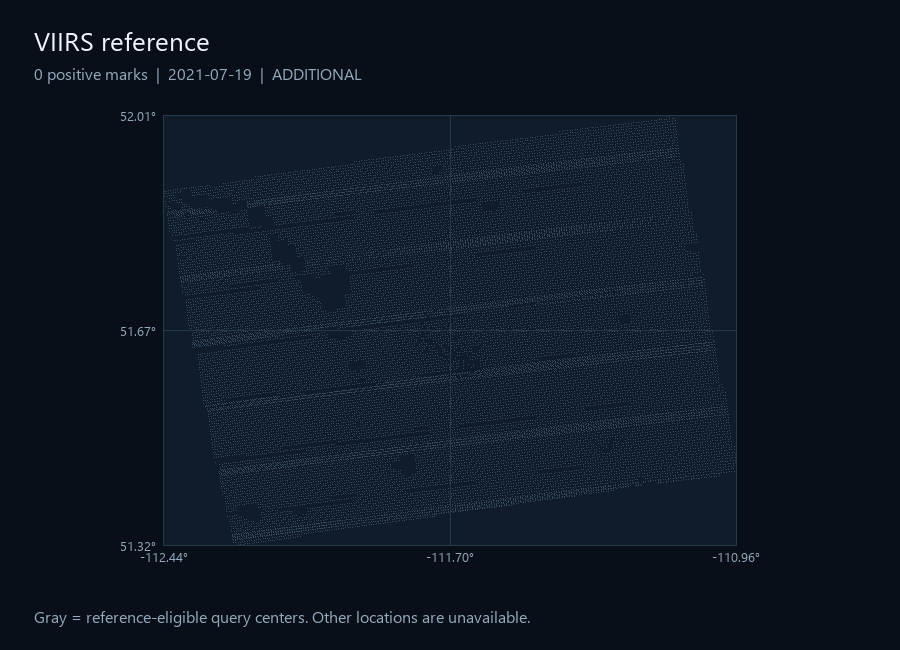 VIIRS reference
0 positive marks | 2021-07-19 | ADDITIONAL
52.01°
51.67°
51.32°
-112.44°
-111.70°
-110.96°
Gray = reference-eligible query centers. Other locations are unavailable.